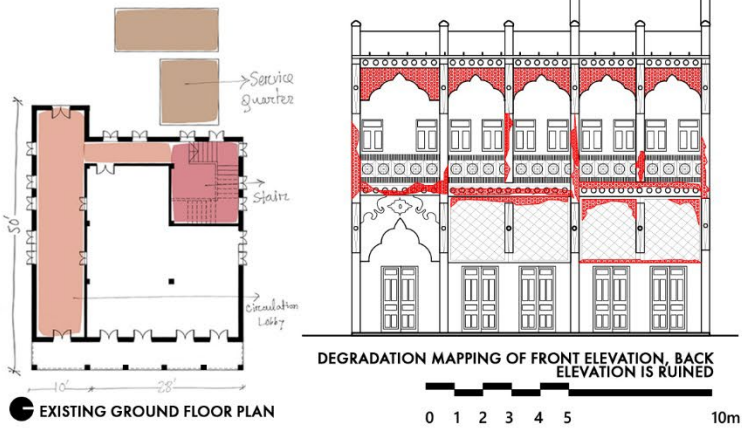 Service
quarter
Stair
circulation
Lobby
50'
10'
28'
EXISTING GROUND FLOOR PLAN
DEGRADATION MAPPING OF FRONT ELEVATION, BACK
ELEVATION IS RUINED
0 1 2 3 4 5 10m